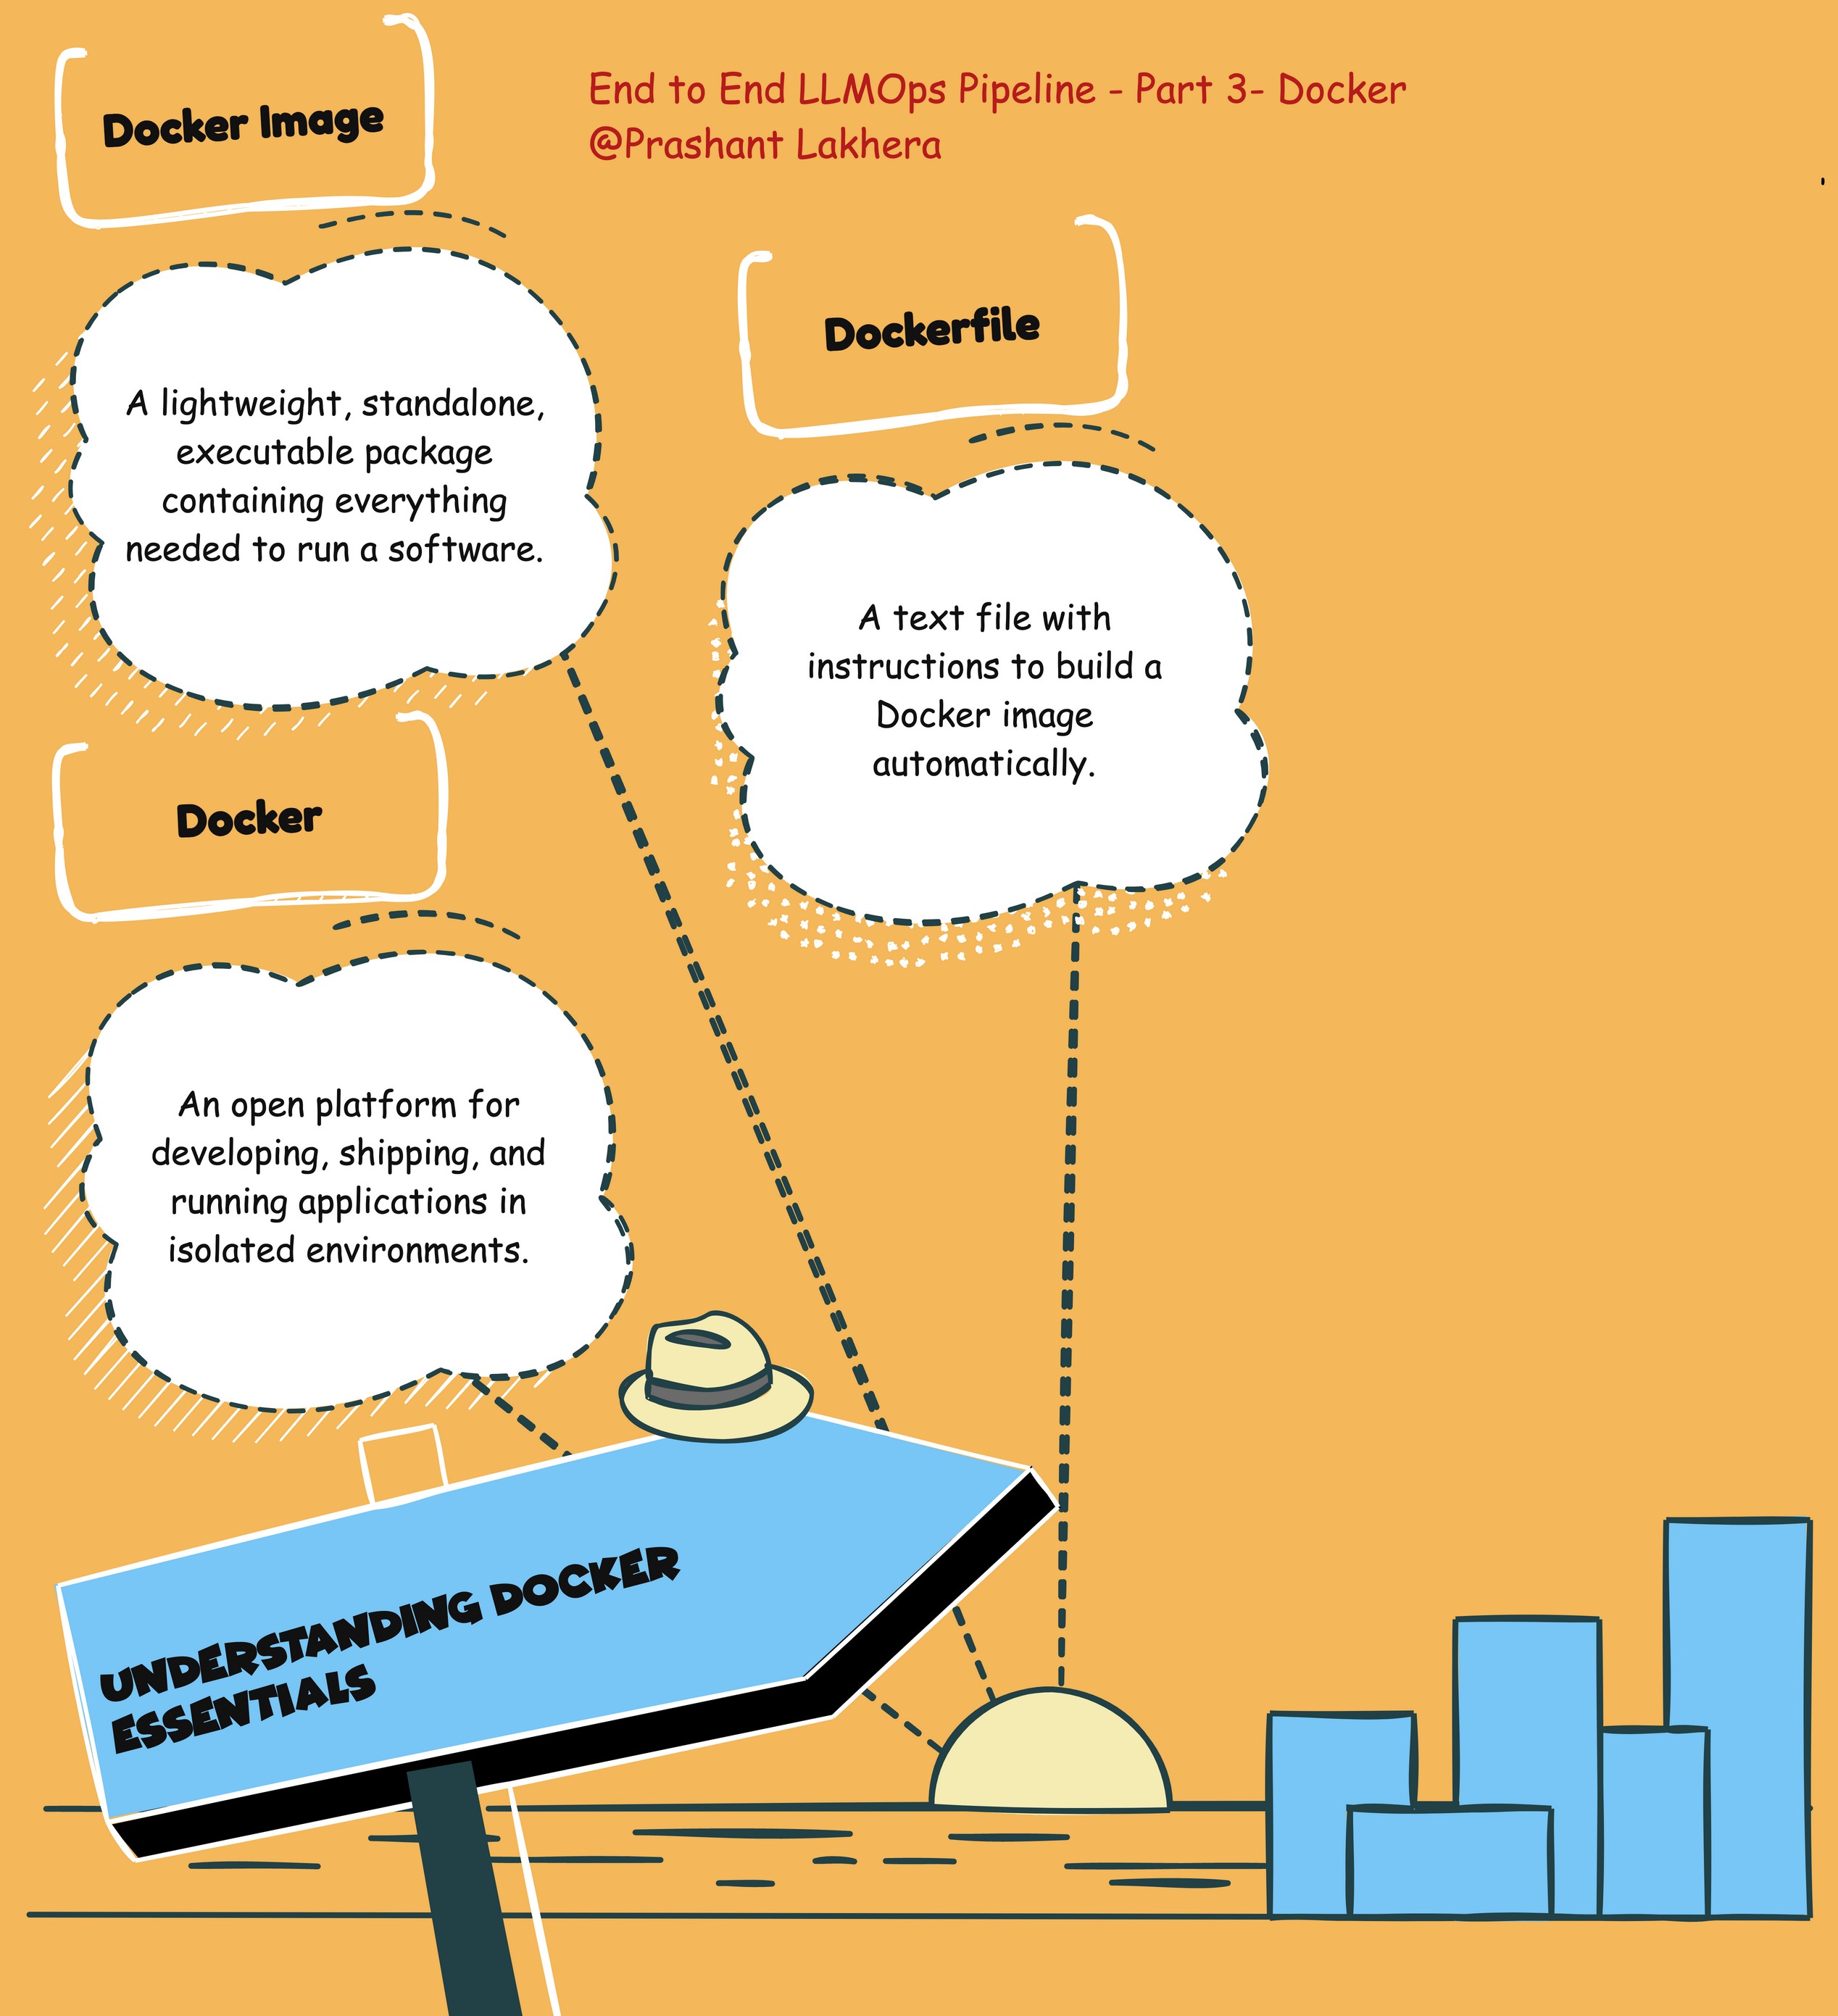 End to End LLMOps Pipeline - Part 3- Docker
@Prashant Lakhera
Docker Image
A lightweight, standalone,
executable package
containing everything
needed to run a software.
Dockerfile
A text file with
instructions to build a
Docker image
automatically.
Docker
An open platform for
developing, shipping, and
running applications in
isolated environments.
UNDERSTANDING DOCKER
ESSENTIALS